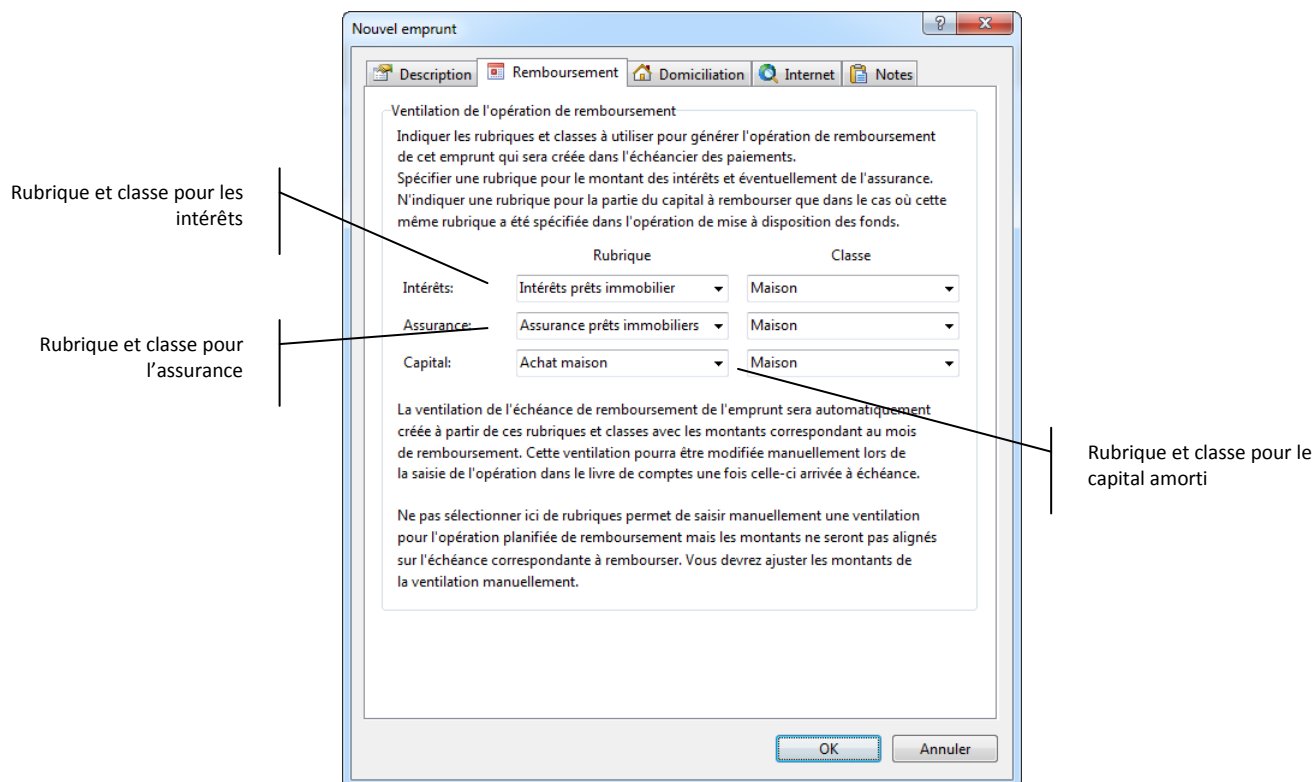 Nouvel emprunt
Description Remboursement Domiciliation Internet Notes
Ventilation de l'opération de remboursement
Indiquer les rubriques et classes à utiliser pour générer l'opération de remboursement
de cet emprunt qui sera créée dans l'échéancier des paiements.
Spécifier une rubrique pour le montant des intérêts et éventuellement de l'assurance.
N'indiquer une rubrique pour la partie du capital à rembourser que dans le cas où cette
même rubrique a été spécifiée dans l'opération de mise à disposition des fonds.
Rubrique et classe pour les
intérêts
Rubrique Classe
Intérêts: Intérêts prêts immobilier Maison
Assurance: Assurance prêts immobiliers Maison
Capital: Achat maison Maison
Rubrique et classe pour
l’assurance
La ventilation de l'échéance de remboursement de l'emprunt sera automatiquement
créée à partir de ces rubriques et classes avec les montants correspondant au mois
de remboursement. Cette ventilation pourra être modifiée manuellement lors de
la saisie de l'opération dans le livre de comptes une fois celle-ci arrivée à échéance.
Rubrique et classe pour le
capital amorti
Ne pas sélectionner ici de rubriques permet de saisir manuellement une ventilation
pour l'opération planifiée de remboursement mais les montants ne seront pas alignés
sur l'échéance correspondante à rembourser. Vous devrez ajuster les montants de
la ventilation manuellement.
OK Annuler